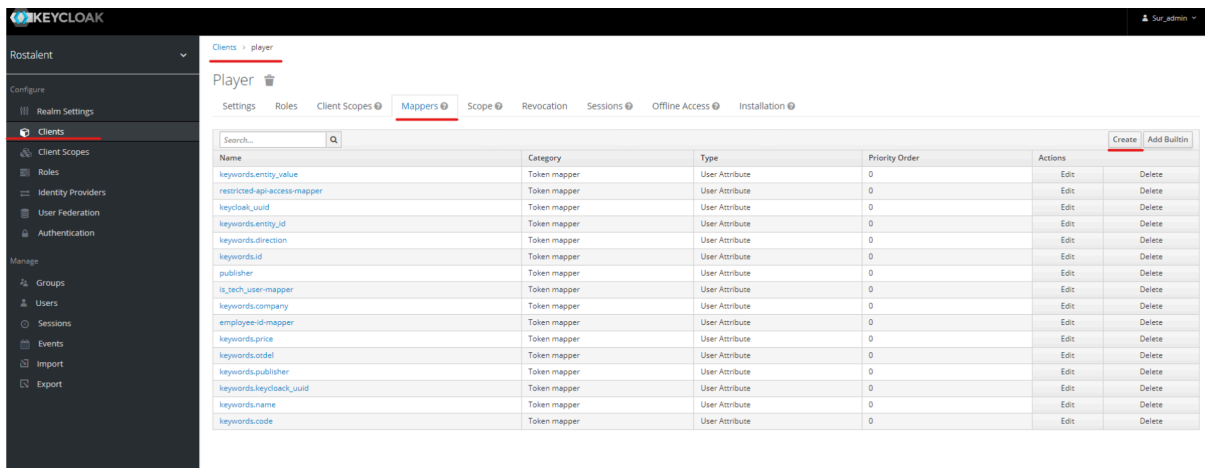 KEYCLOAK
Sur_admin
Rostalent
Clients > player
Player
Configure
Settings Roles Client Scopes Mappers Scope Revocation Sessions Offline Access Installation
Realm Settings
Clients
Search... Create Add Builtin
Client Scopes
Roles
Identity Providers
User Federation
Authentication
Manage
Groups
Users
Sessions
Events
Import
Export
Name Category Type Priority Order Actions
keywords.entity_value Token mapper User Attribute 0 Edit Delete
restricted-api-access-mapper Token mapper User Attribute 0 Edit Delete
keycloak_uuid Token mapper User Attribute 0 Edit Delete
keywords.entity_id Token mapper User Attribute 0 Edit Delete
keywords.direction Token mapper User Attribute 0 Edit Delete
keywords.id Token mapper User Attribute 0 Edit Delete
publisher Token mapper User Attribute 0 Edit Delete
is_tech_user-mapper Token mapper User Attribute 0 Edit Delete
keywords.company Token mapper User Attribute 0 Edit Delete
employee-id-mapper Token mapper User Attribute 0 Edit Delete
keywords.price Token mapper User Attribute 0 Edit Delete
keywords.otdel Token mapper User Attribute 0 Edit Delete
keywords.publisher Token mapper User Attribute 0 Edit Delete
keywords.keycloack_uuid Token mapper User Attribute 0 Edit Delete
keywords.name Token mapper User Attribute 0 Edit Delete
keywords.code Token mapper User Attribute 0 Edit Delete